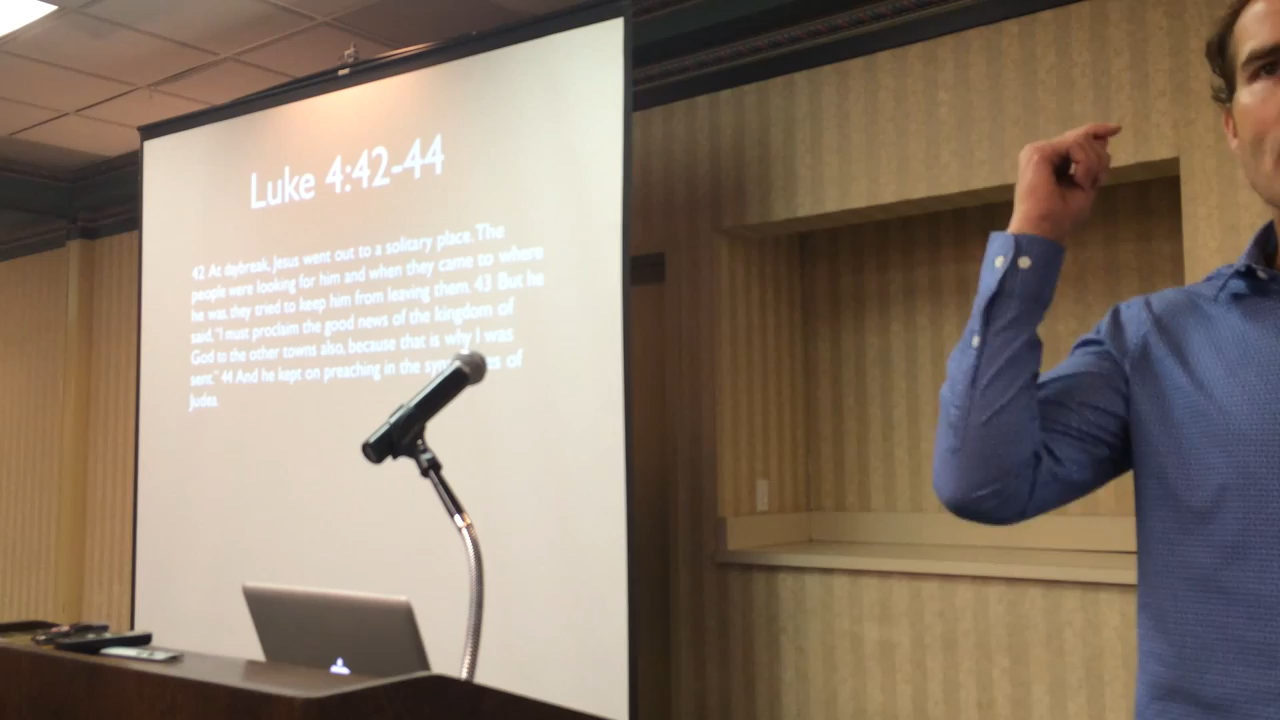 Luke 4:42-44
42 At daybreak, Jesus went out to a solitary place. The
people were looking for him and when they came to where
he was, they tried to keep him from leaving them. 43 But he
said, "I must proclaim the good news of the kingdom of
God to the other towns also, because that is why I was
sent." 44 And he kept on preaching in the of
Judea.